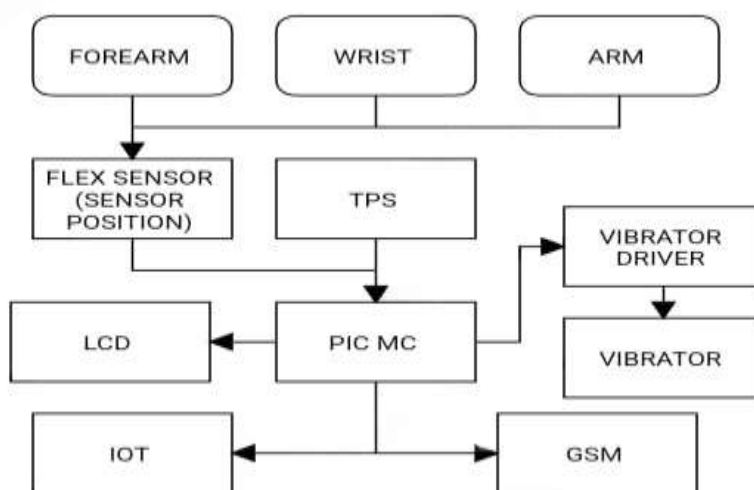 FOREARM
WRIST
ARM
FLEX SENSOR
(SENSOR
POSITION)
TPS
VIBRATOR
DRIVER
LCD
PIC MC
VIBRATOR
IOT
GSM